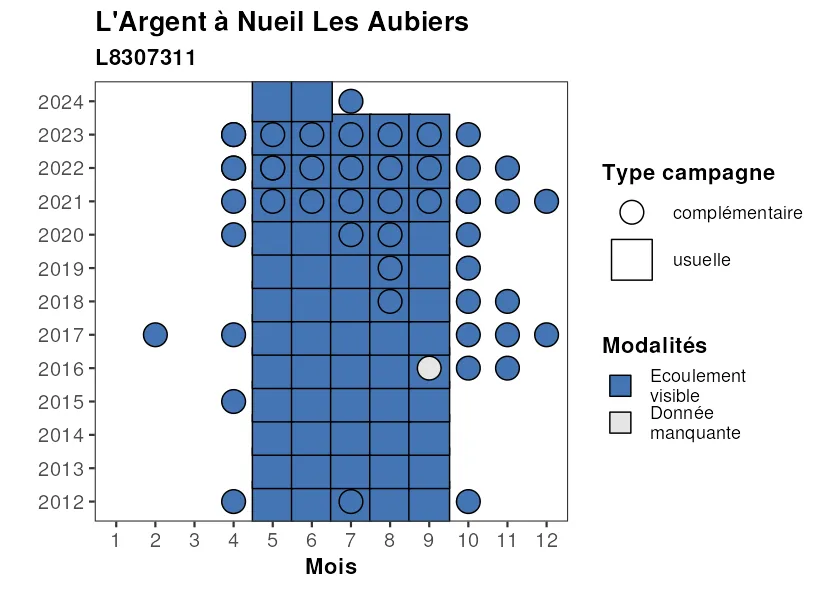 L'Argent à Nueil Les Aubiers
L8307311
2024
2023
2022
2021
2020
2019
2018
2017
2016
2015
2014
2013
2012
1 2 3 4 5 6 7 8 9 10 11 12
Mois
Type campagne
complémentaire
usuelle
Modalités
Ecoulement
visible
Donnée
manquante